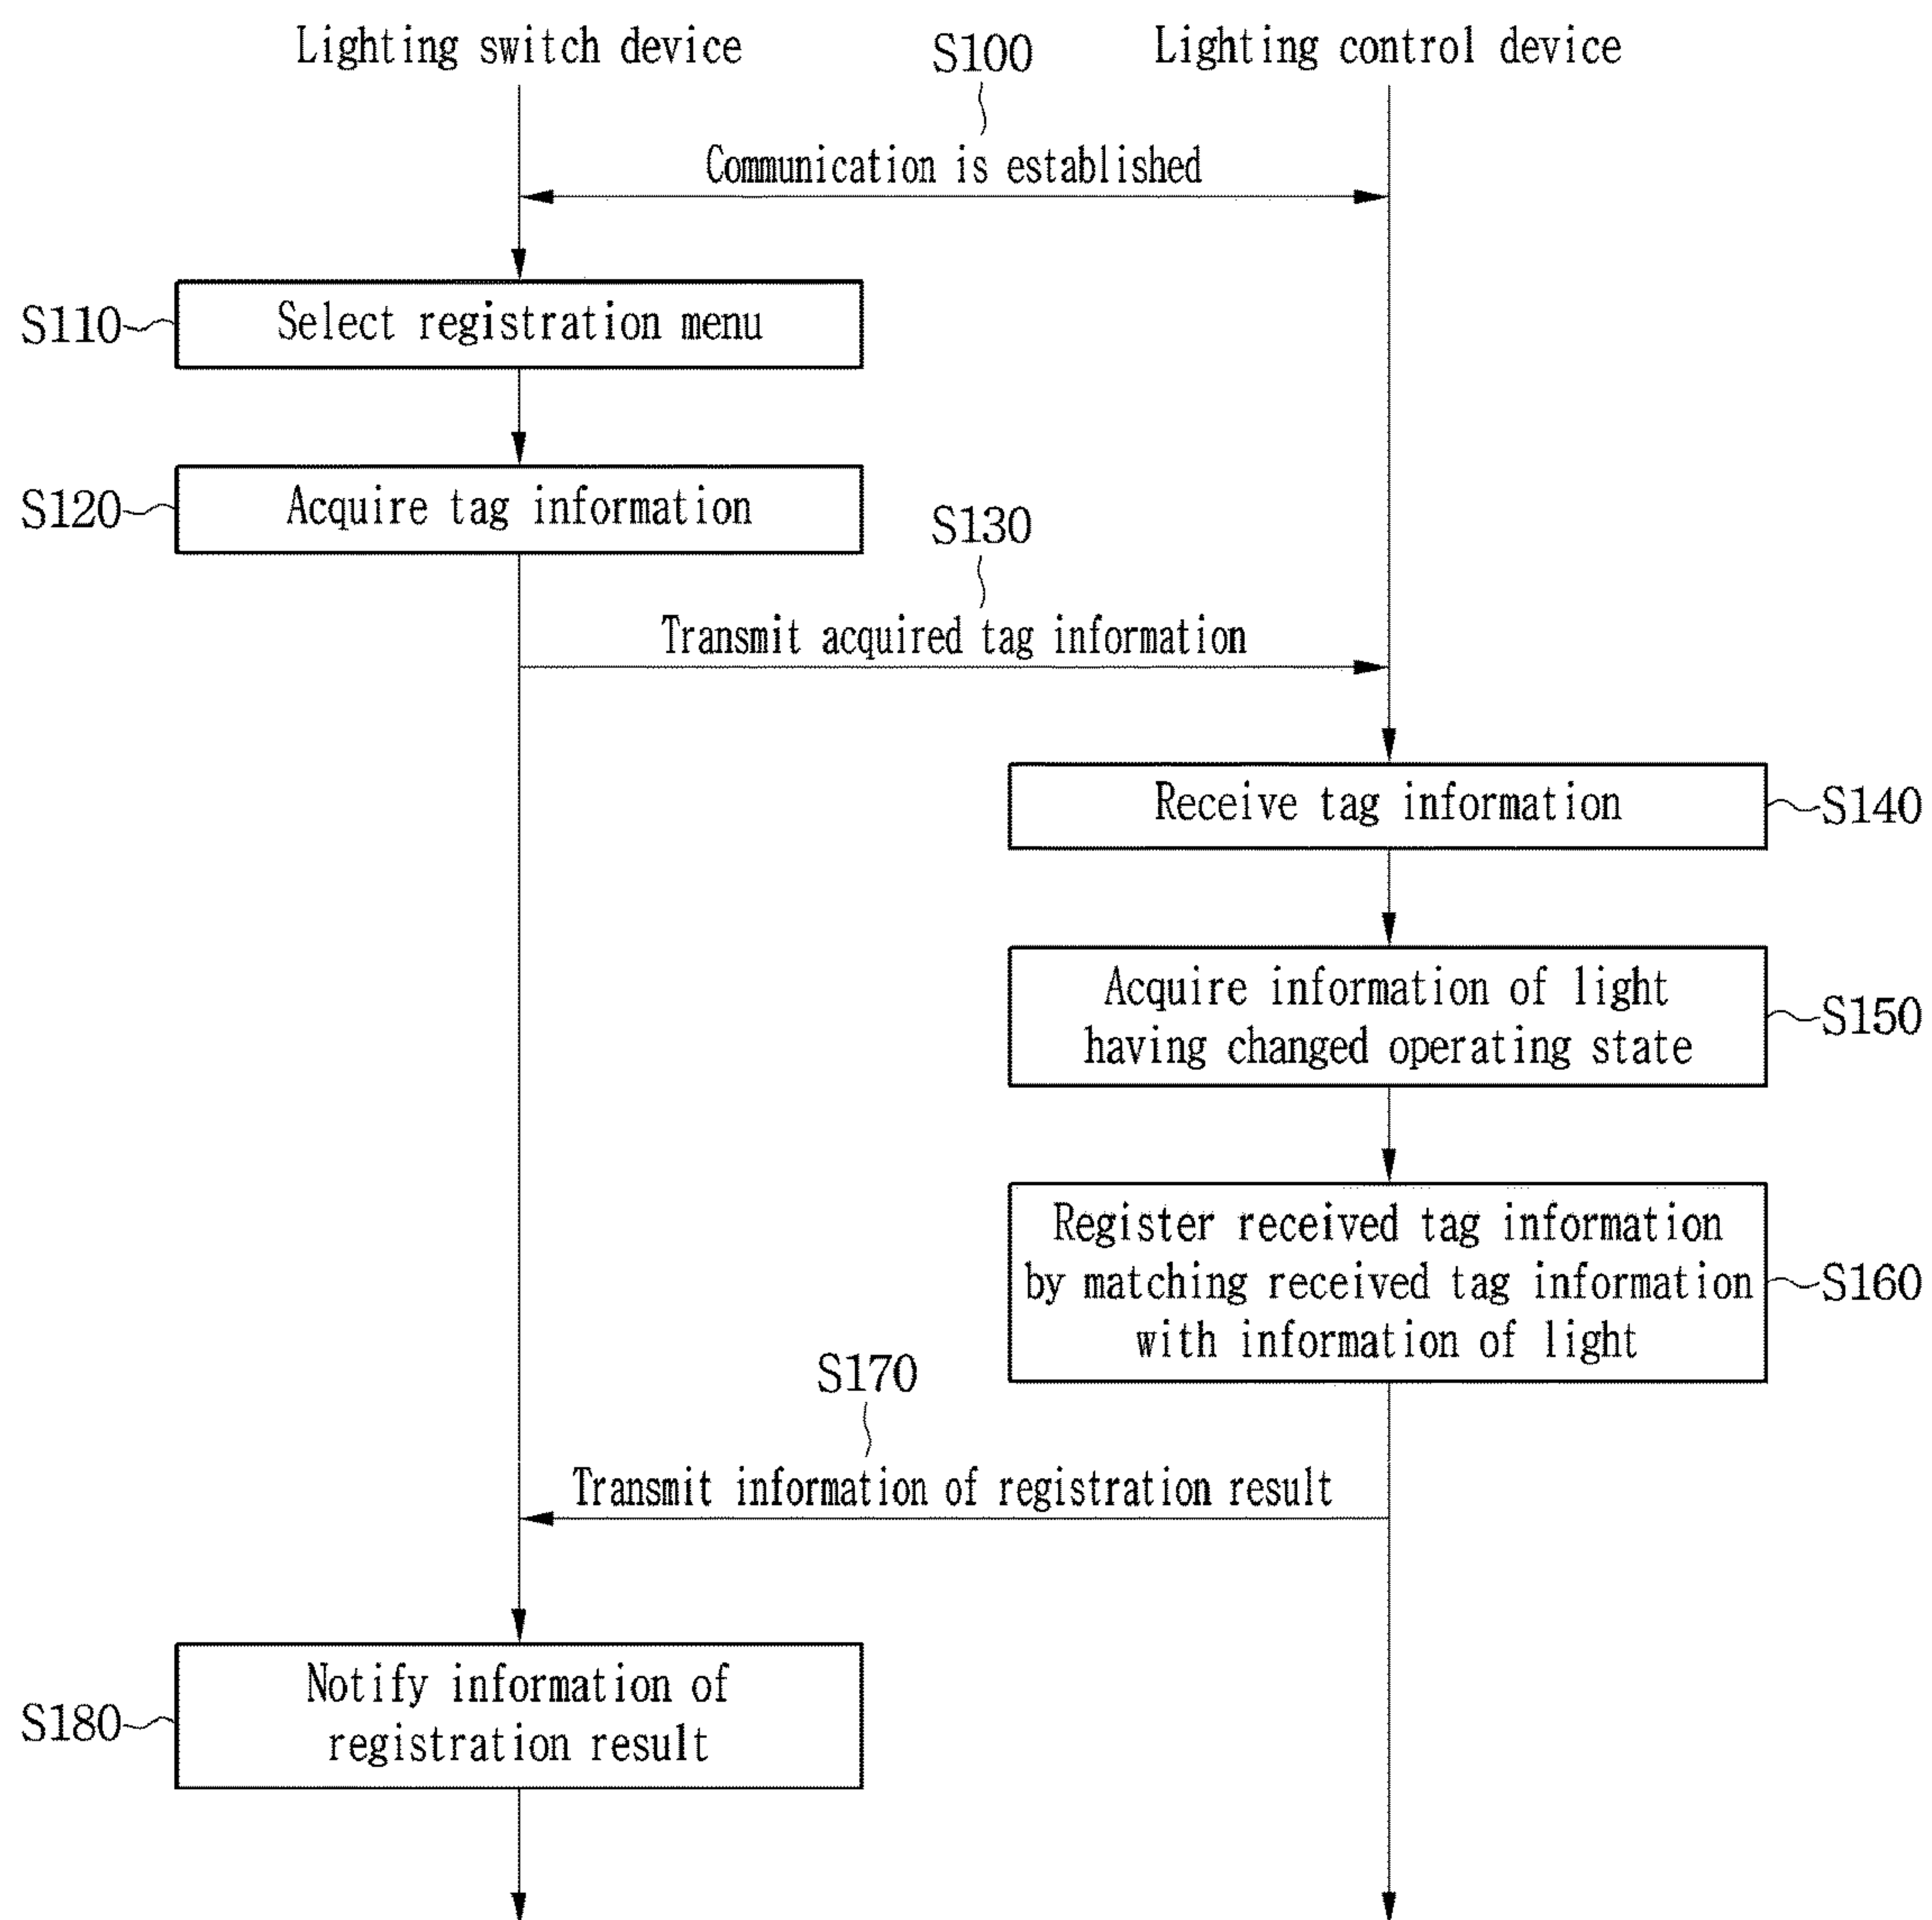 Lighting switch device
S100
Lighting control device
Communication is established
S110
Select registration menu
S120
Acquire tag information
S130
Transmit acquired tag information
Receive tag information
S140
Acquire information of light
having changed operating state
S150
Register received tag information
by matching received tag information
with information of light
S160
S170
Transmit information of registration result
S180
Notify information of
registration result